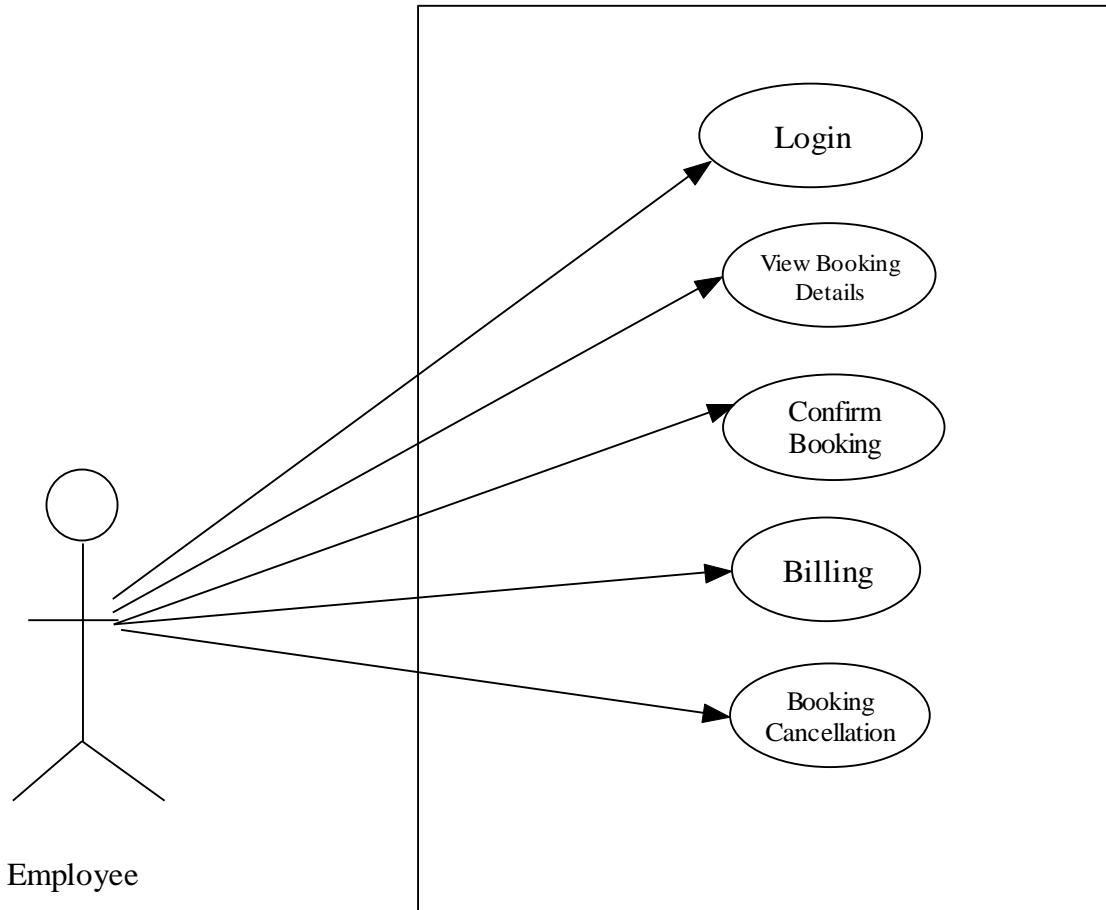 Login
View Booking
Details
Confirm
Booking
Billing
Booking
Cancellation
Employee